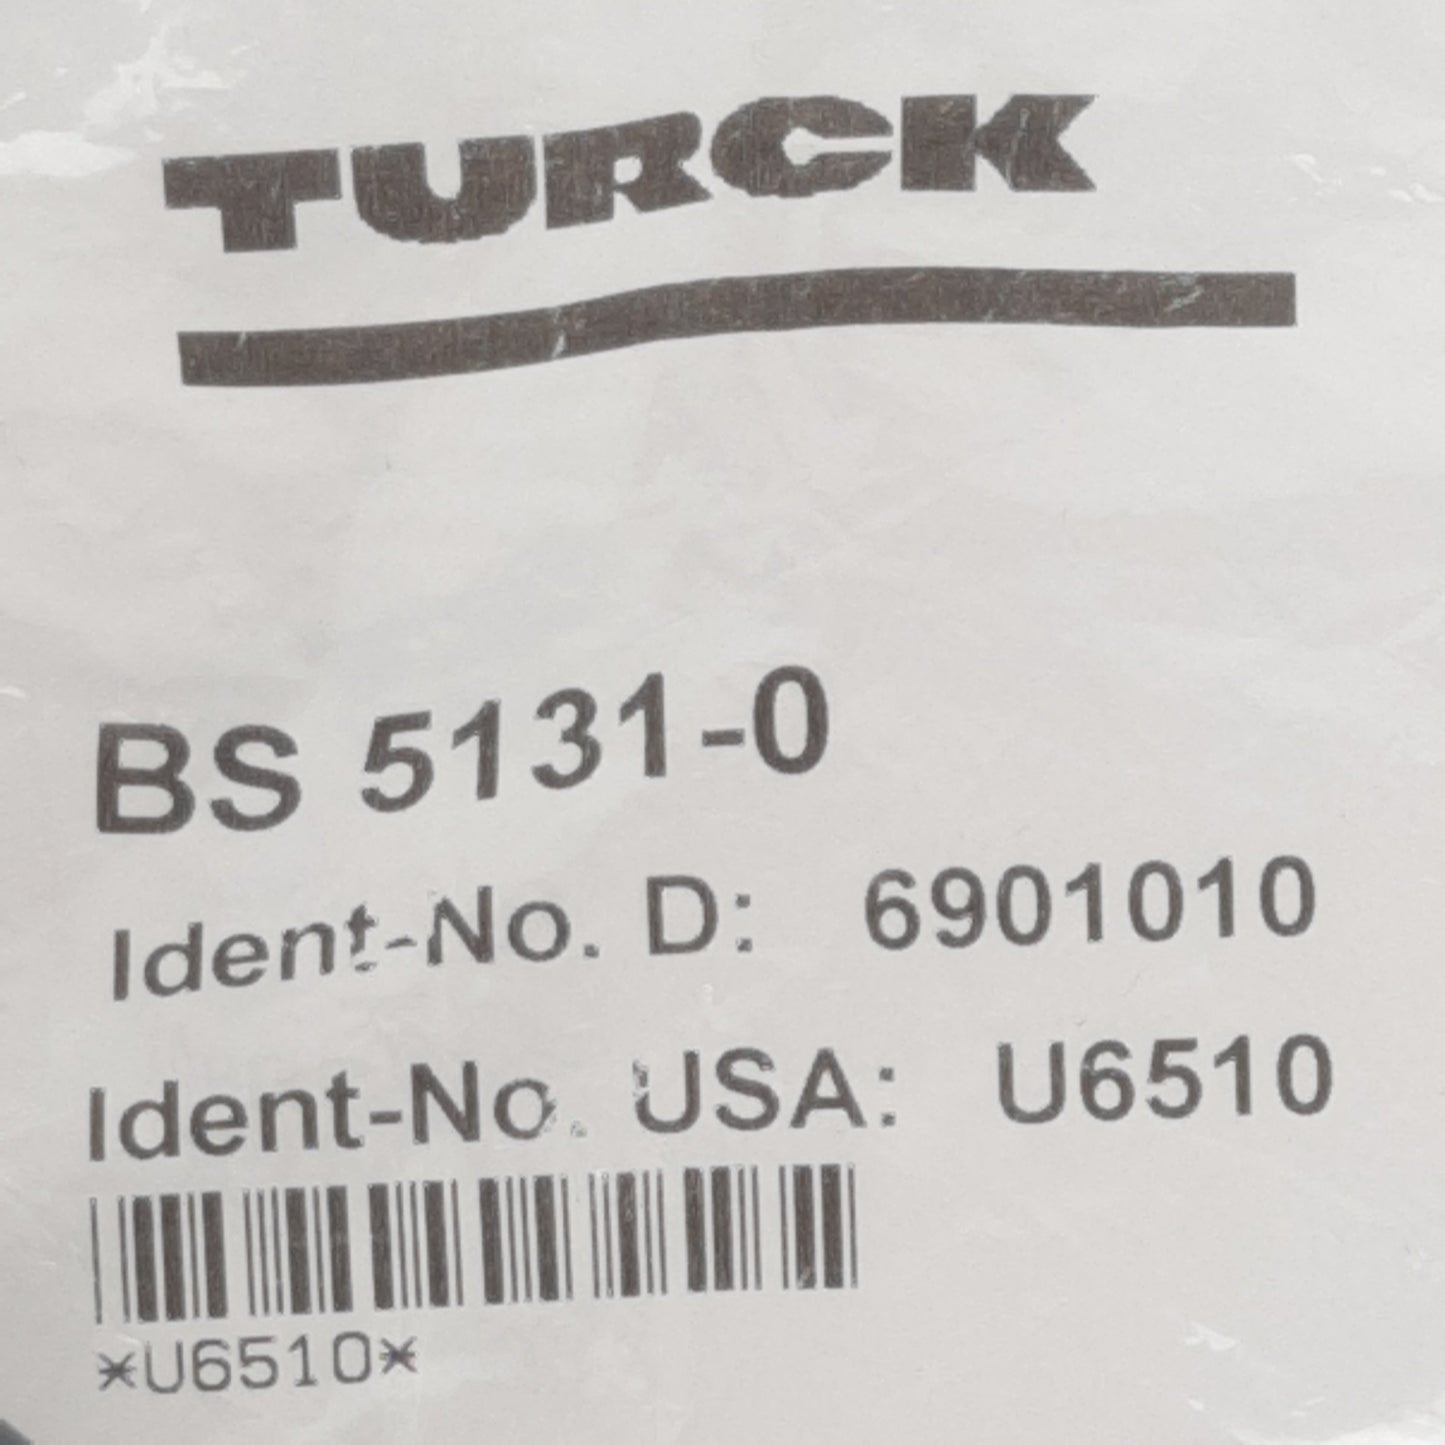 TURCK
BS 5131-0
Ident-No. D: 6901010
Ident-No. USA: U6510
*U6510*